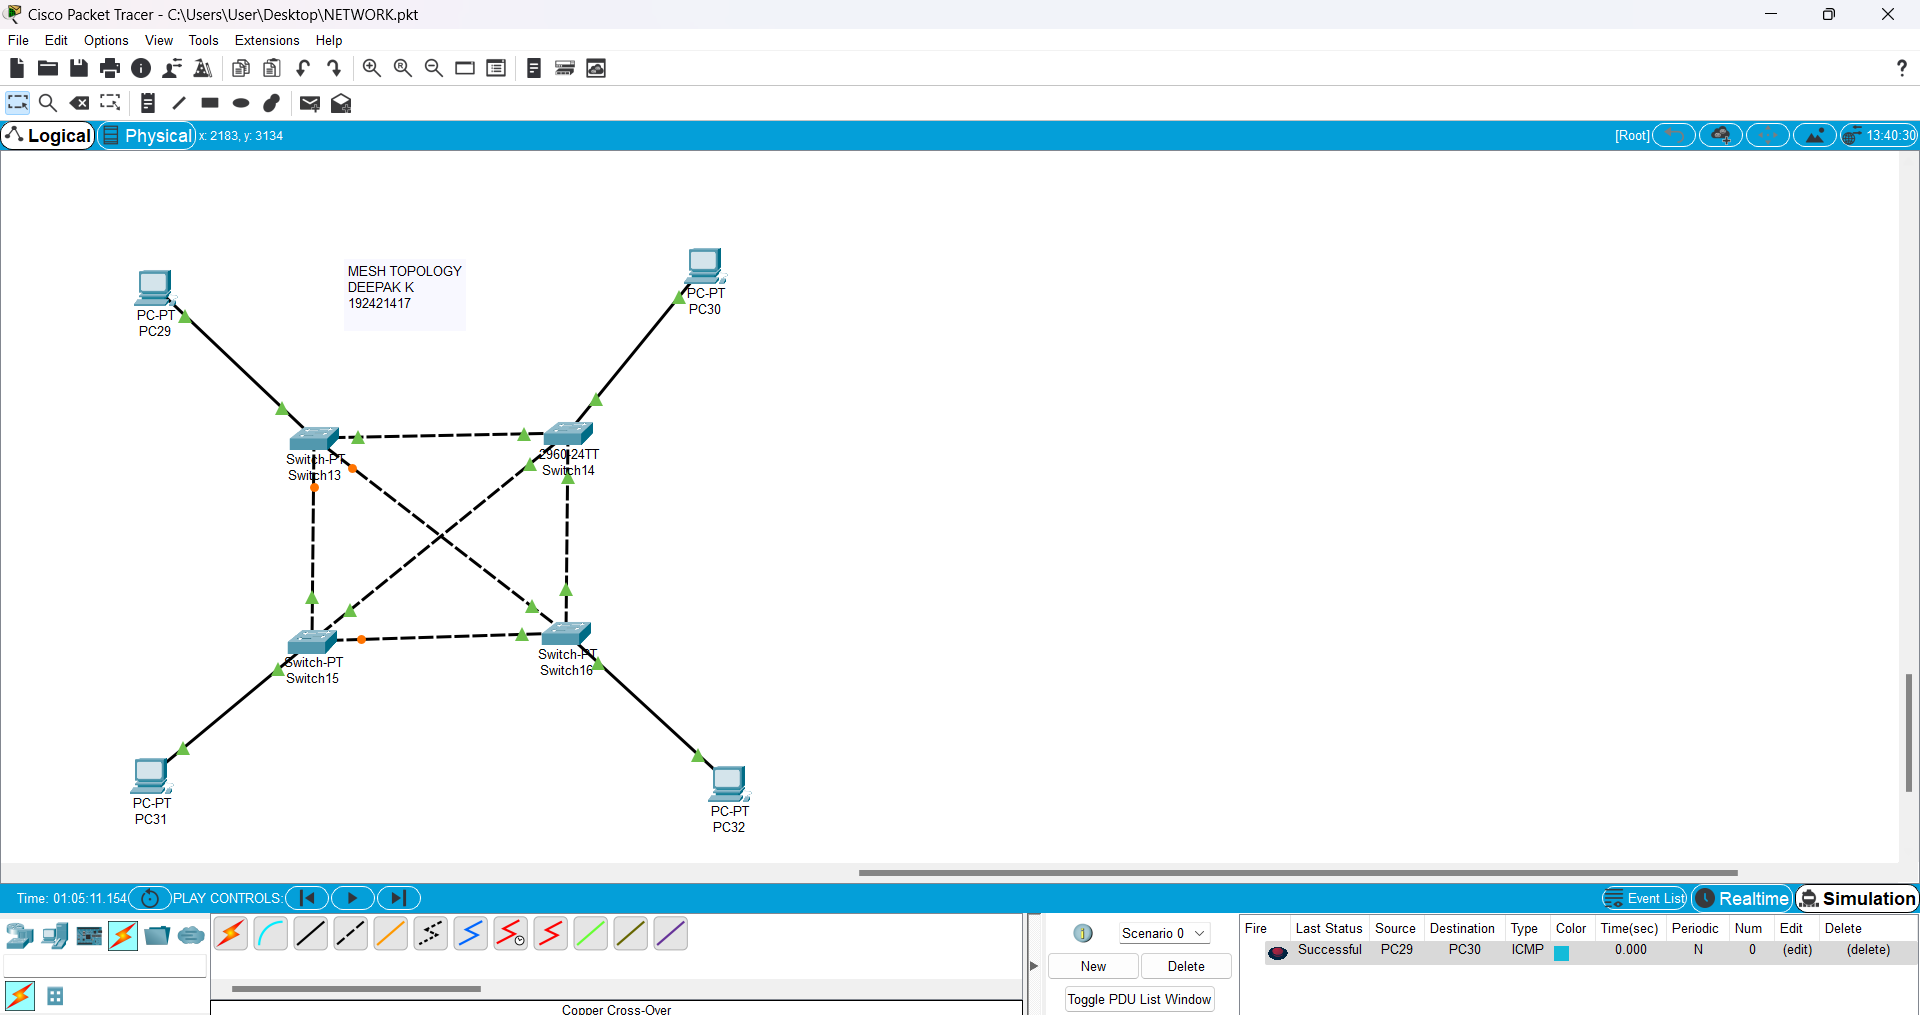 Cisco Packet Tracer - C:\Users\User\Desktop\NETWORK.pkt
File Edit Options View Tools Extensions Help
?
Logical Physical x: 2183, y: 3134 [Root] 13:40:30
MESH TOPOLOGY
DEEPAK K
192421417
PC-PT
PC29
PC-PT
PC30
Switch-PT
Switch13
2960-24TT
Switch14
Switch-PT
Switch15
Switch-PT
Switch16
PC-PT
PC31
PC-PT
PC32
Time: 01:05:11.154 PLAY CONTROLS: Event List Realtime Simulation
Scenario 0
New Delete
Toggle PDU List Window
Fire Last Status Source Destination Type Color Time(sec) Periodic Num Edit Delete
Successful PC29 PC30 ICMP 0.000 N 0 (edit) (delete)
Copper Cross-Over